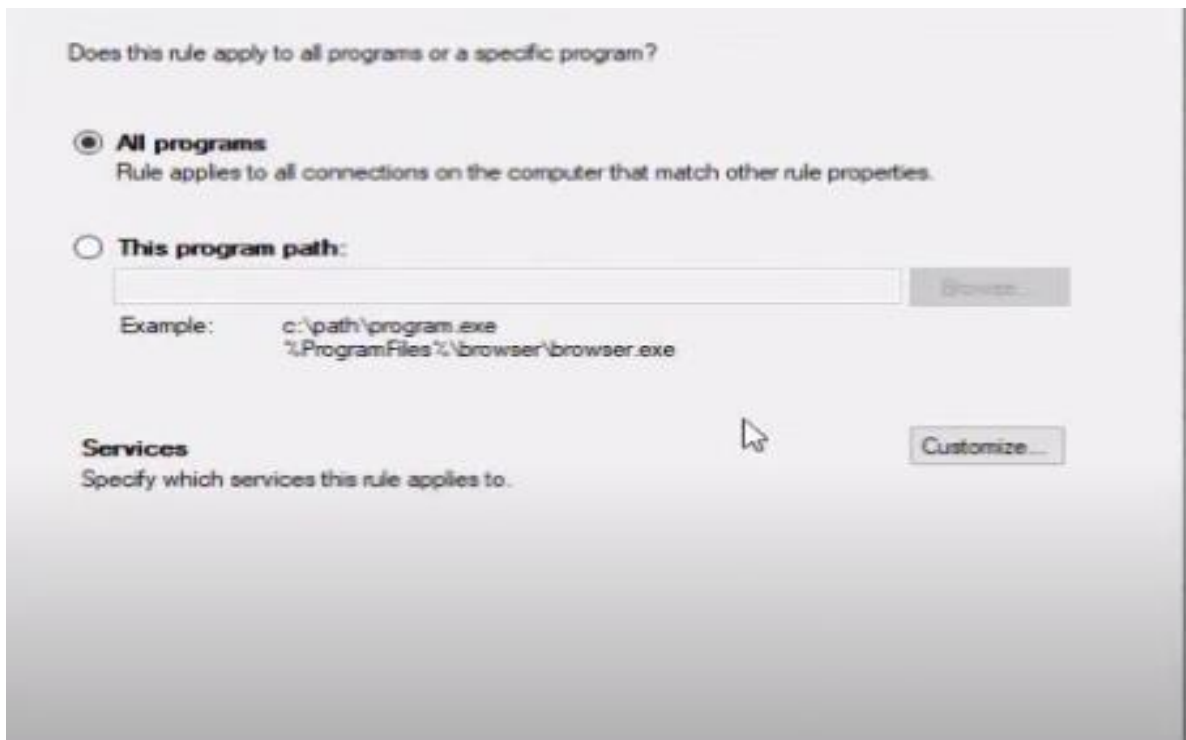 Does this rule apply to all programs or a specific program?
All programs
Rule applies to all connections on the computer that match other rule properties.
This program path:
Browse...
Example: c:\path\program.exe
%ProgramFiles%\browser\browser.exe
Services
Customize...
Specify which services this rule applies to.